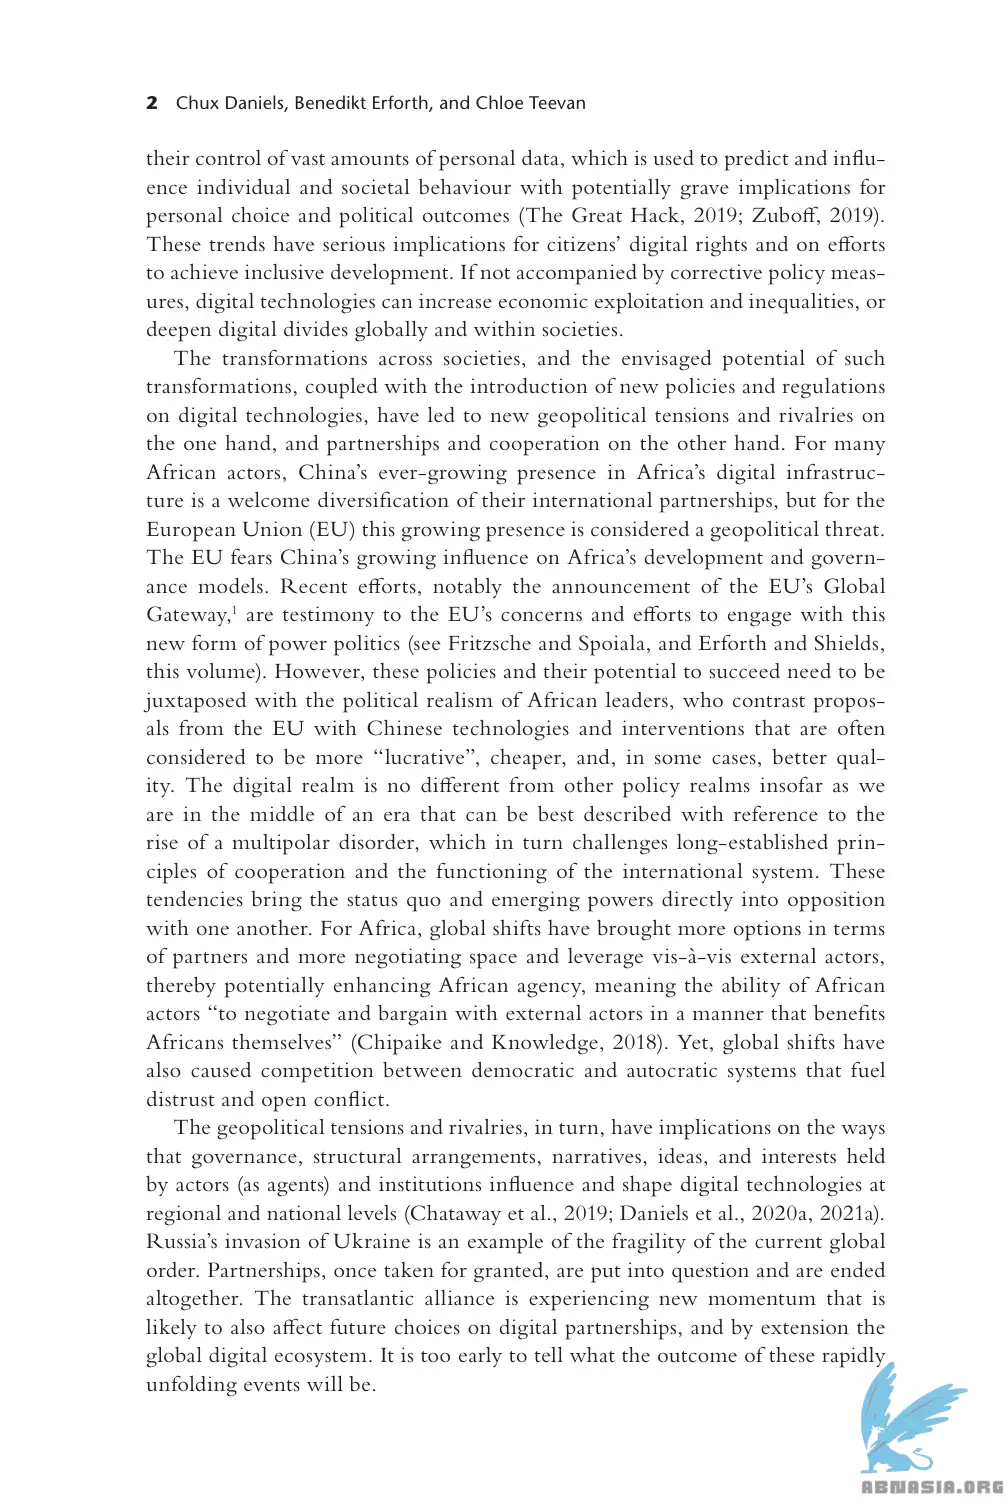 2 Chux Daniels, Benedikt Erforth, and Chloe Teevan
their control of vast amounts of personal data, which is used to predict and influ-
ence individual and societal behaviour with potentially grave implications for
personal choice and political outcomes (The Great Hack, 2019; Zuboff, 2019).
These trends have serious implications for citizens’ digital rights and on efforts
to achieve inclusive development. If not accompanied by corrective policy meas-
ures, digital technologies can increase economic exploitation and inequalities, or
deepen digital divides globally and within societies.
The transformations across societies, and the envisaged potential of such
transformations, coupled with the introduction of new policies and regulations
on digital technologies, have led to new geopolitical tensions and rivalries on
the one hand, and partnerships and cooperation on the other hand. For many
African actors, China’s ever-growing presence in Africa’s digital infrastruc-
ture is a welcome diversification of their international partnerships, but for the
European Union (EU) this growing presence is considered a geopolitical threat.
The EU fears China’s growing influence on Africa’s development and govern-
ance models. Recent efforts, notably the announcement of the EU’s Global
Gateway,1 are testimony to the EU’s concerns and efforts to engage with this
new form of power politics (see Fritzsche and Spoiala, and Erforth and Shields,
this volume). However, these policies and their potential to succeed need to be
juxtaposed with the political realism of African leaders, who contrast propos-
als from the EU with Chinese technologies and interventions that are often
considered to be more “lucrative”, cheaper, and, in some cases, better qual-
ity. The digital realm is no different from other policy realms insofar as we
are in the middle of an era that can be best described with reference to the
rise of a multipolar disorder, which in turn challenges long-established prin-
ciples of cooperation and the functioning of the international system. These
tendencies bring the status quo and emerging powers directly into opposition
with one another. For Africa, global shifts have brought more options in terms
of partners and more negotiating space and leverage vis-à-vis external actors,
thereby potentially enhancing African agency, meaning the ability of African
actors “to negotiate and bargain with external actors in a manner that benefits
Africans themselves” (Chipaike and Knowledge, 2018). Yet, global shifts have
also caused competition between democratic and autocratic systems that fuel
distrust and open conflict.
The geopolitical tensions and rivalries, in turn, have implications on the ways
that governance, structural arrangements, narratives, ideas, and interests held
by actors (as agents) and institutions influence and shape digital technologies at
regional and national levels (Chataway et al., 2019; Daniels et al., 2020a, 2021a).
Russia’s invasion of Ukraine is an example of the fragility of the current global
order. Partnerships, once taken for granted, are put into question and are ended
altogether. The transatlantic alliance is experiencing new momentum that is
likely to also affect future choices on digital partnerships, and by extension the
global digital ecosystem. It is too early to tell what the outcome of these rapidly
unfolding events will be.
ABNASIA.ORG